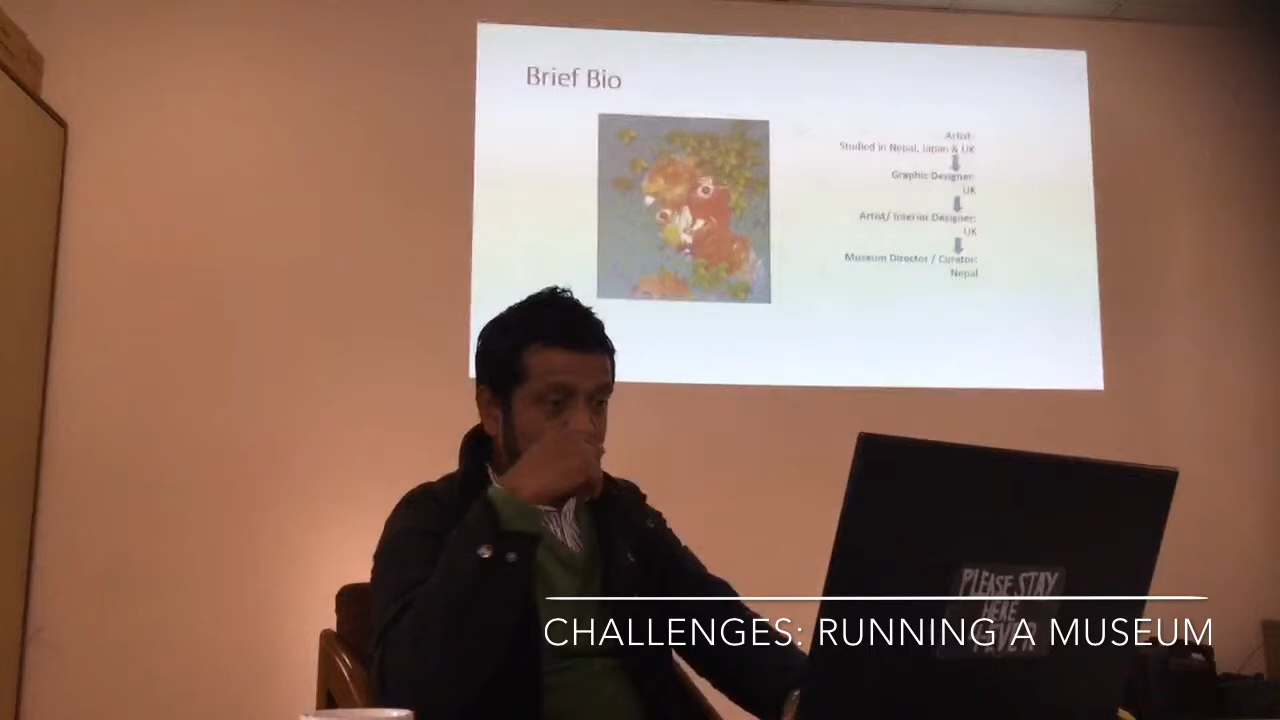 Brief Bio
Artist:
Studied in Nepal, Japan & UK
Graphic Designer:
UK
Artist/ Interior Designer:
UK
Museum Director / Curator:
Nepal
PLEASE STAY
HERE
4EVER
CHALLENGES: RUNNING A MUSEUM